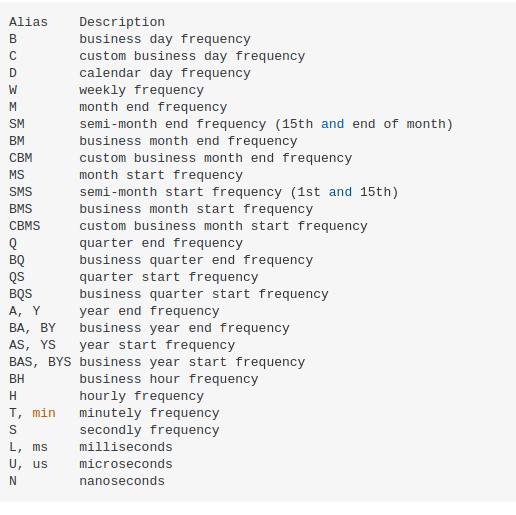 Alias    Description
B        business day frequency
C        custom business day frequency
D        calendar day frequency
W        weekly frequency
M        month end frequency
SM       semi-month end frequency (15th and end of month)
BM       business month end frequency
CBM      custom business month end frequency
MS       month start frequency
SMS      semi-month start frequency (1st and 15th)
BMS      business month start frequency
CBMS     custom business month start frequency
Q        quarter end frequency
BQ       business quarter end frequency
QS       quarter start frequency
BQS      business quarter start frequency
A, Y     year end frequency
BA, BY   business year end frequency
AS, YS   year start frequency
BAS, BYS business year start frequency
BH       business hour frequency
H        hourly frequency
T, min   minutely frequency
S        secondly frequency
L, ms    milliseconds
U, us    microseconds
N        nanoseconds